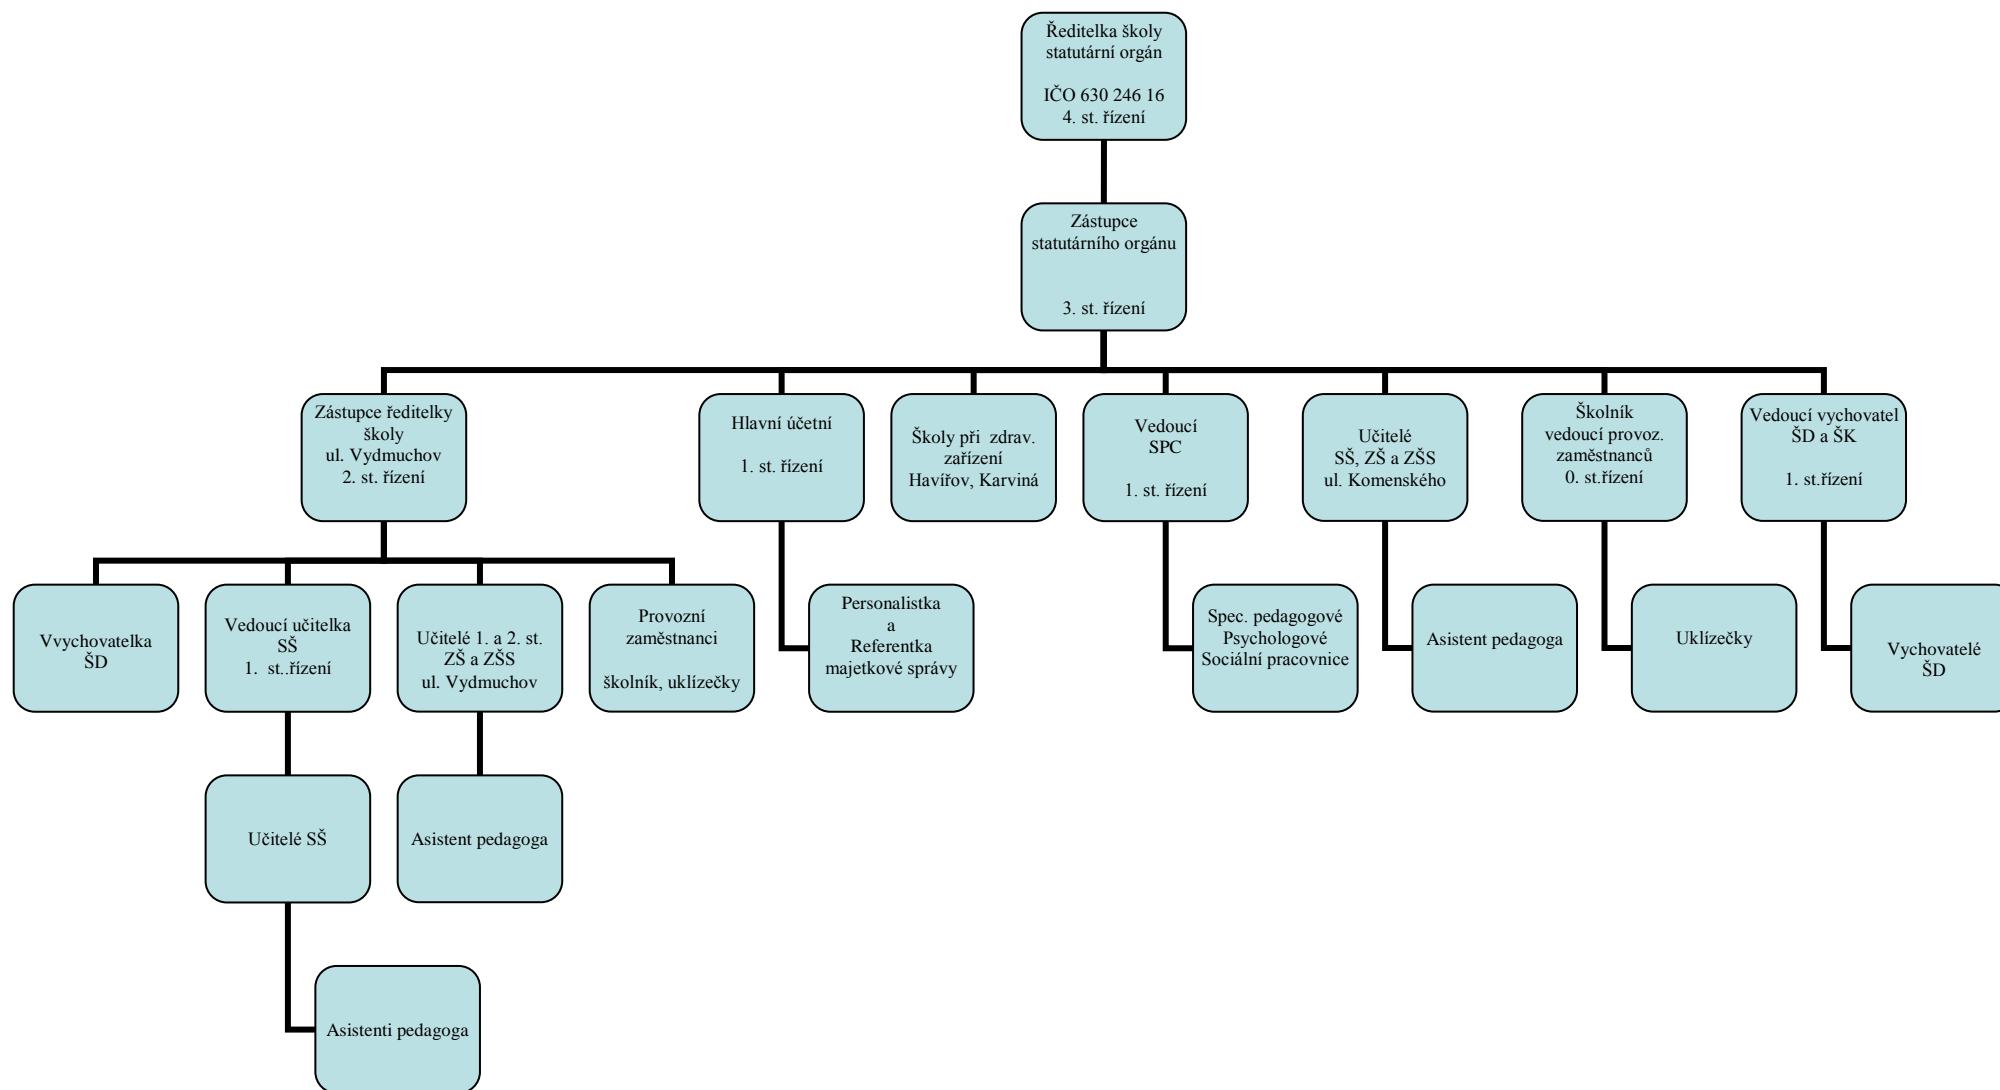 Ředitelka školy
statutární orgán
IČO 630 246 16
4. st. řízení
Zástupce
statutárního orgánu
3. st. řízení
Zástupce ředitelky
školy
ul. Vydmuchov
2. st. řízení
Hlavní účetní
1. st. řízení
Školy při zdrav.
zařízení
Havířov, Karviná
Vedoucí
SPC
1. st. řízení
Učitelé
SŠ, ZŠ a ZŠS
ul. Komenského
Školník
vedoucí provoz.
zaměstnanců
0. st.řízení
Vedoucí vychovatel
ŠD a ŠK
1. st.řízení
Vvychovatelka
ŠD
Vedoucí učitelka
SŠ
1. st..řízení
Učitelé 1. a 2. st.
ZŠ a ZŠS
ul. Vydmuchov
Provozní
zaměstnanci
školník, uklízečky
Personalistka
a
Referentka
majetkové správy
Spec. pedagogové
Psychologové
Sociální pracovnice
Asistent pedagoga
Uklízečky
Vychovatelé
ŠD
Učitelé SŠ
Asistent pedagoga
Asistenti pedagoga